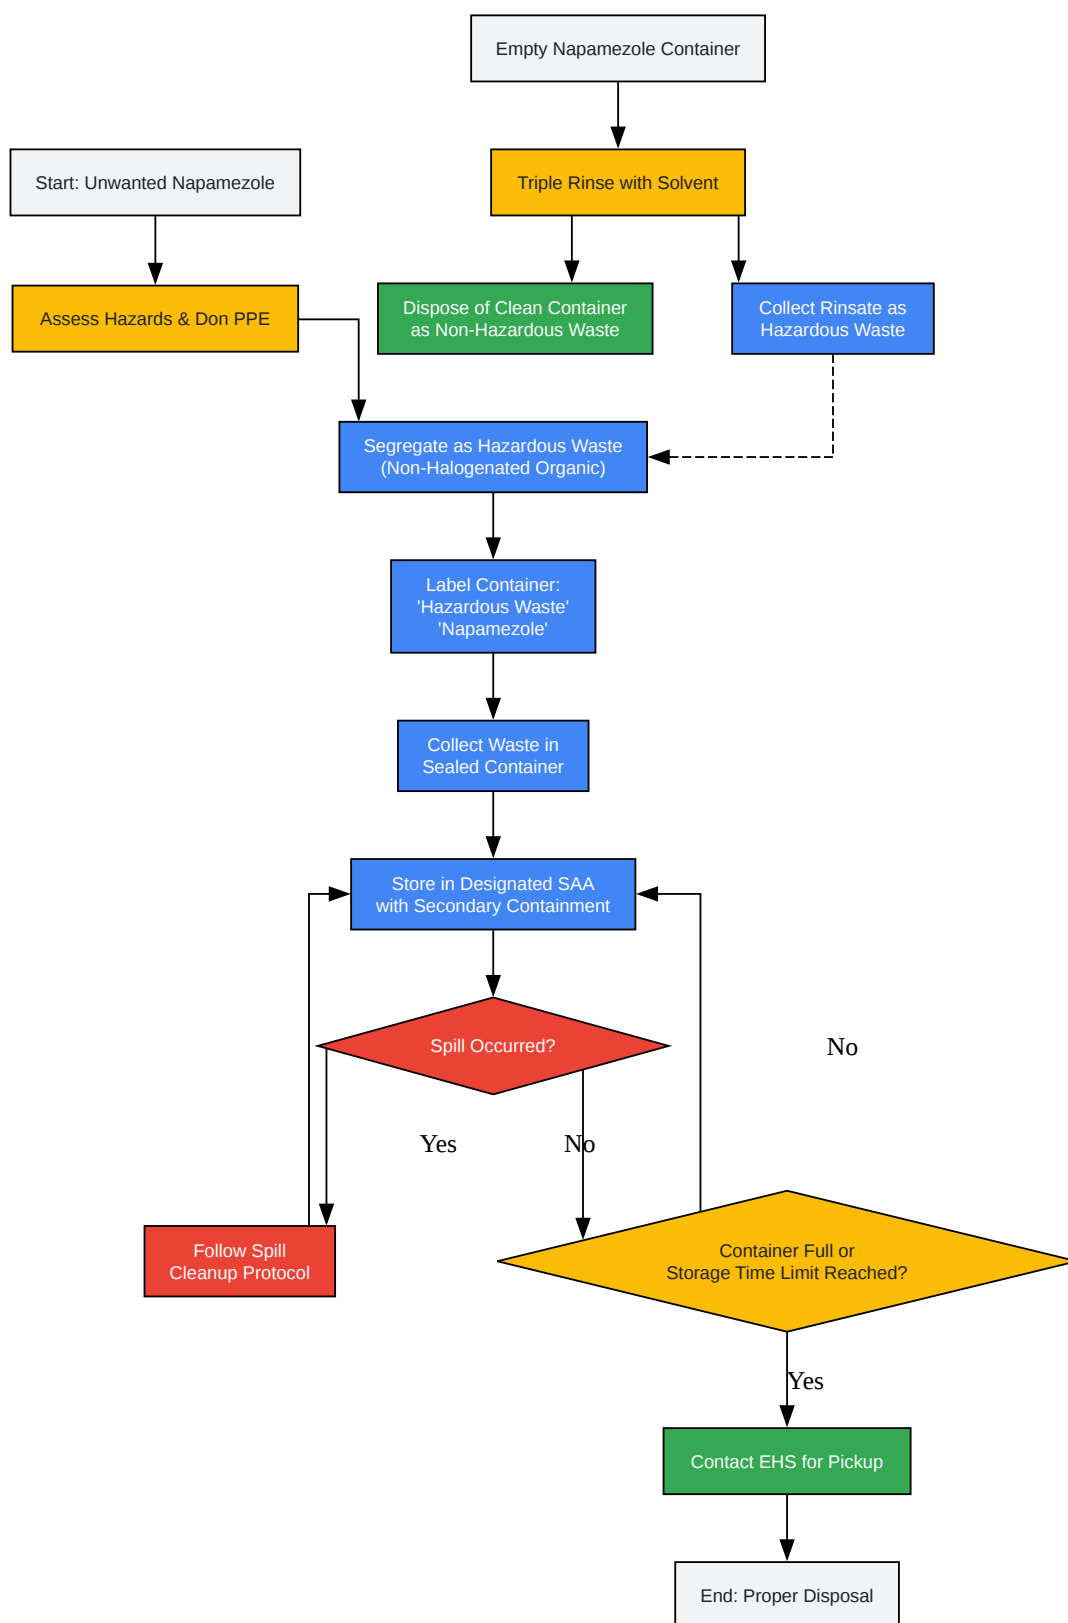 Empty Napamezole Container
Start: Unwanted Napamezole
Triple Rinse with Solvent
Assess Hazards & Don PPE
Dispose of Clean Container
as Non-Hazardous Waste
Collect Rinsate as
Hazardous Waste
Segregate as Hazardous Waste
(Non-Halogenated Organic)
Label Container:
'Hazardous Waste'
'Napamezole'
Collect Waste in
Sealed Container
Store in Designated SAA
with Secondary Containment
Spill Occurred?
No
Yes
No
Follow Spill
Cleanup Protocol
Container Full or
Storage Time Limit Reached?
Yes
Contact EHS for Pickup
End: Proper Disposal